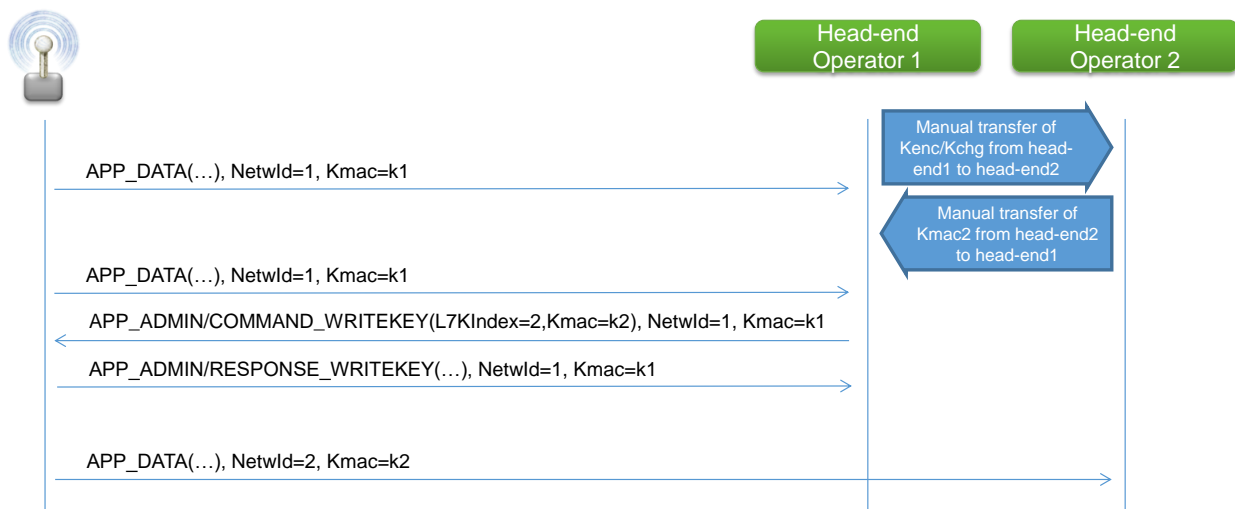 Head-end
Operator 1
Head-end
Operator 2
Manual transfer of
Kenc/Kchg from head-
end1 to head-end2
APP_DATA(…), NetwId=1, Kmac=k1
Manual transfer of
Kmac2 from head-end2
to head-end1
APP_DATA(…), NetwId=1, Kmac=k1
APP_ADMIN/COMMAND_WRITEKEY(L7KIndex=2,Kmac=k2), NetwId=1, Kmac=k1
APP_ADMIN/RESPONSE_WRITEKEY(…), NetwId=1, Kmac=k1
APP_DATA(…), NetwId=2, Kmac=k2